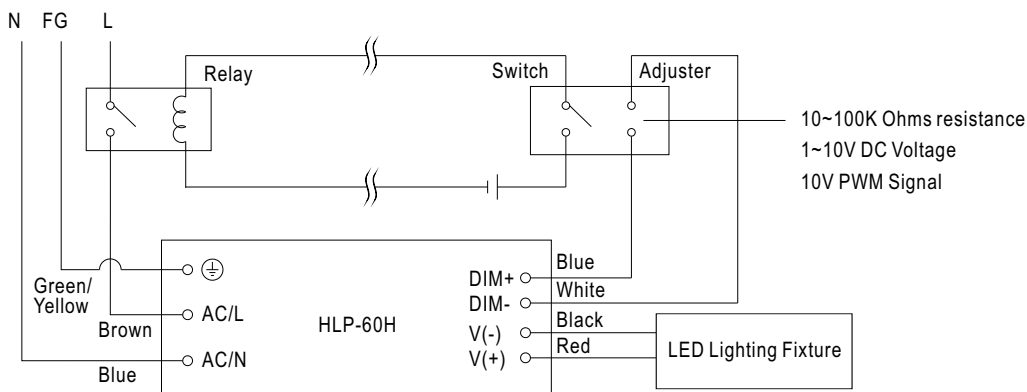 N FG L
Relay
Switch
Adjuster
10~100K Ohms resistance
1~10V DC Voltage
10V PWM Signal
Green/
Yellow
Brown
Blue
AC/L
AC/N
HLP-60H
DIM+
DIM-
V(-)
V(+)
Blue
White
Black
Red
LED Lighting Fixture